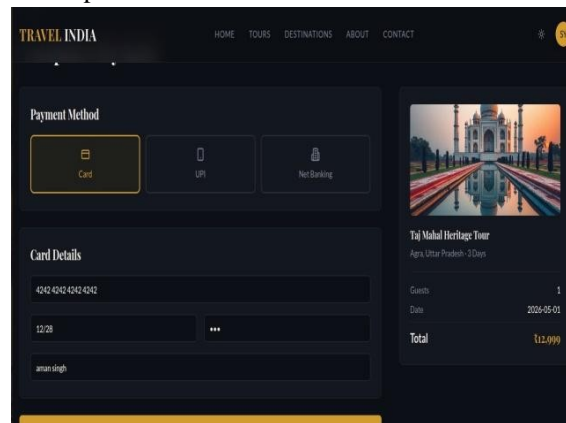 TRAVEL INDIA
HOME TOURS DESTINATIONS ABOUT CONTACT
SY
Payment Method
Card
UPI
Net Banking
Card Details
4242 4242 4242 4242
12/28
•••
aman singh
Taj Mahal Heritage Tour
Agra, Uttar Pradesh · 3 Days
Guests 1
Date 2026-05-01
Total ₹12,999